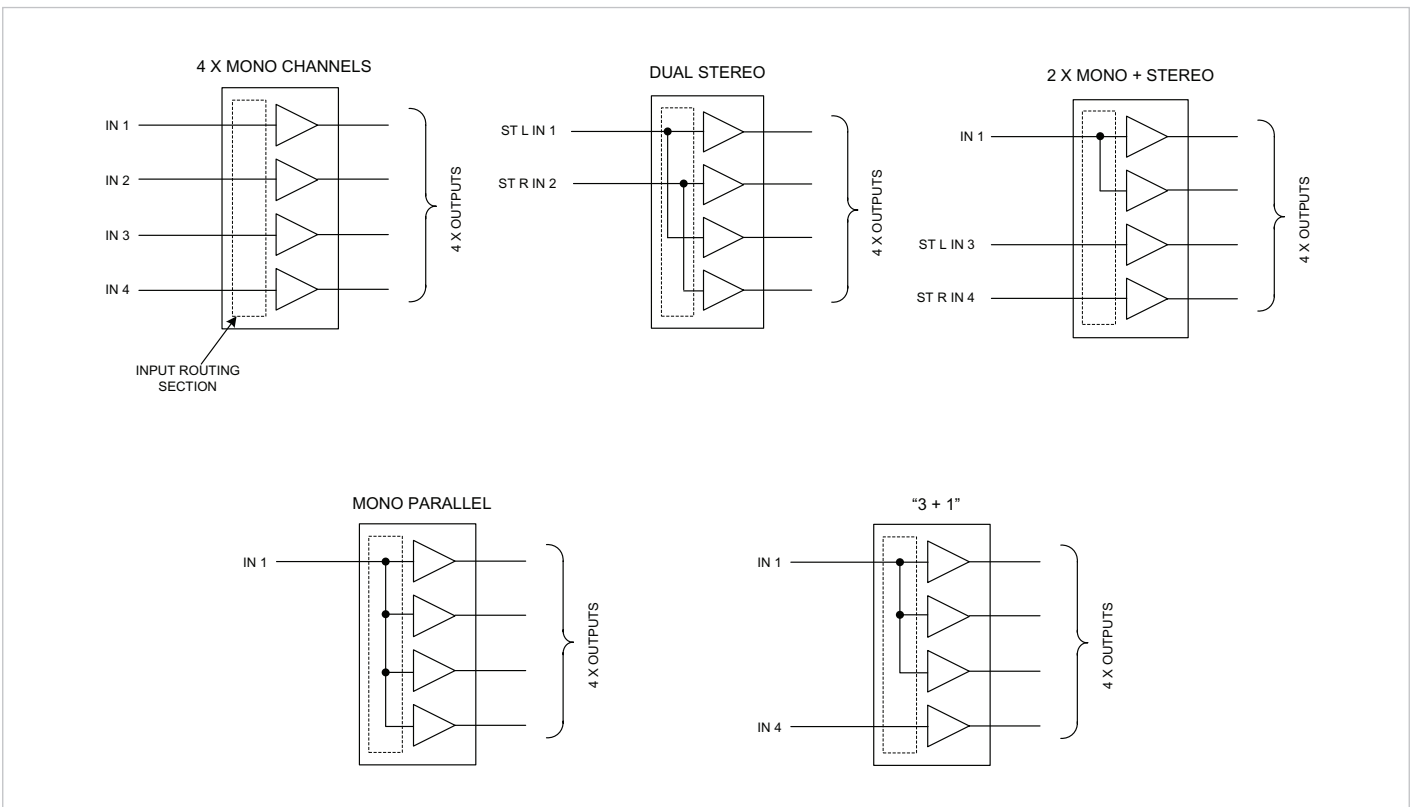 4 X MONO CHANNELS
IN 1
IN 2
IN 3
IN 4
4 X OUTPUTS
INPUT ROUTING
SECTION
DUAL STEREO
ST L IN 1
ST R IN 2
4 X OUTPUTS
2 X MONO + STEREO
IN 1
ST L IN 3
ST R IN 4
4 X OUTPUTS
MONO PARALLEL
IN 1
4 X OUTPUTS
“3 + 1”
IN 1
IN 4
4 X OUTPUTS